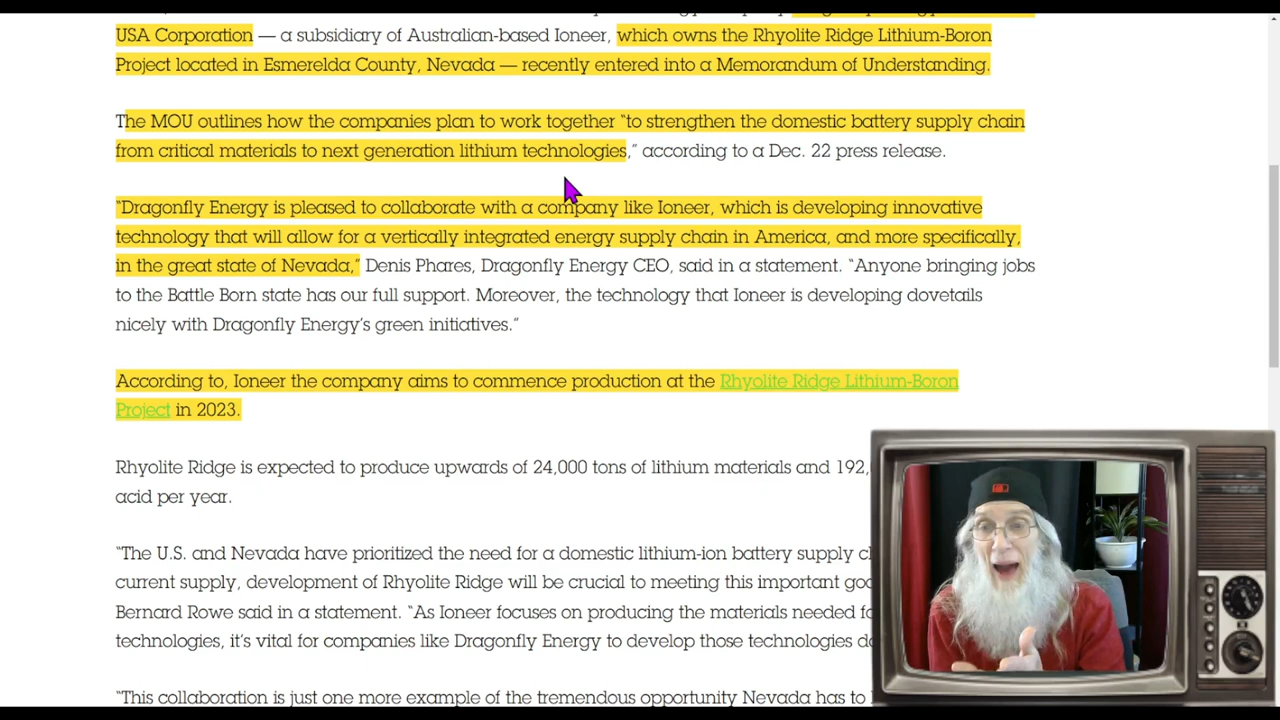 USA Corporation — a subsidiary of Australian-based Ioneer, which owns the Rhyolite Ridge Lithium-Boron
Project located in Esmerelda County, Nevada — recently entered into a Memorandum of Understanding.
The MOU outlines how the companies plan to work together “to strengthen the domestic battery supply chain
from critical materials to next generation lithium technologies,” according to a Dec. 22 press release.
“Dragonfly Energy is pleased to collaborate with a company like Ioneer, which is developing innovative
technology that will allow for a vertically integrated energy supply chain in America, and more specifically,
in the great state of Nevada,” Denis Phares, Dragonfly Energy CEO, said in a statement. “Anyone bringing jobs
to the Battle Born state has our full support. Moreover, the technology that Ioneer is developing dovetails
nicely with Dragonfly Energy’s green initiatives.”
According to, Ioneer the company aims to commence production at the Rhyolite Ridge Lithium-Boron
Project in 2023.
Rhyolite Ridge is expected to produce upwards of 24,000 tons of lithium materials and 192,
acid per year.
“The U.S. and Nevada have prioritized the need for a domestic lithium-ion battery supply
current supply, development of Rhyolite Ridge will be crucial to meeting this important
Bernard Rowe said in a statement. “As Ioneer focuses on producing the materials needed
technologies, it’s vital for companies like Dragonfly Energy to develop those technologies
“This collaboration is just one more example of the tremendous opportunity Nevada has to